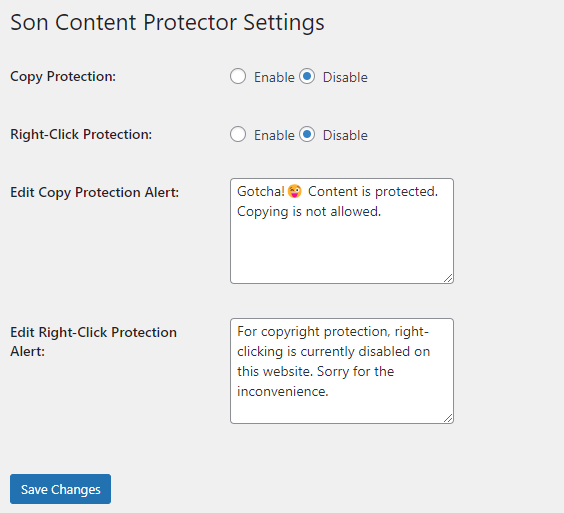 Son Content Protector Settings
Copy Protection: Enable Disable
Right-Click Protection: Enable Disable
Edit Copy Protection Alert:
Gotcha!😜 Content is protected.
Copying is not allowed.
Edit Right-Click Protection
Alert:
For copyright protection, right-
clicking is currently disabled on
this website. Sorry for the
inconvenience.
Save Changes